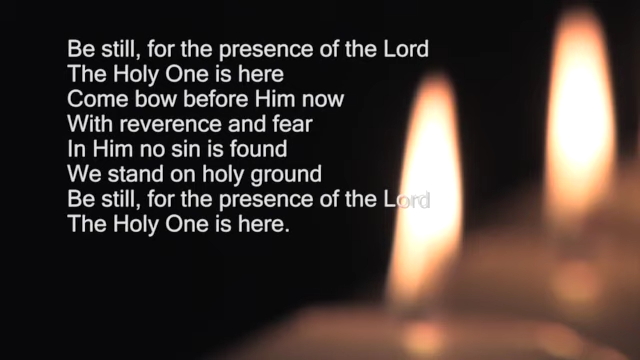 Be still, for the presence of the Lord
The Holy One is here
Come bow before Him now
With reverence and fear
In Him no sin is found
We stand on holy ground
Be still, for the presence of the Lord
The Holy One is here.